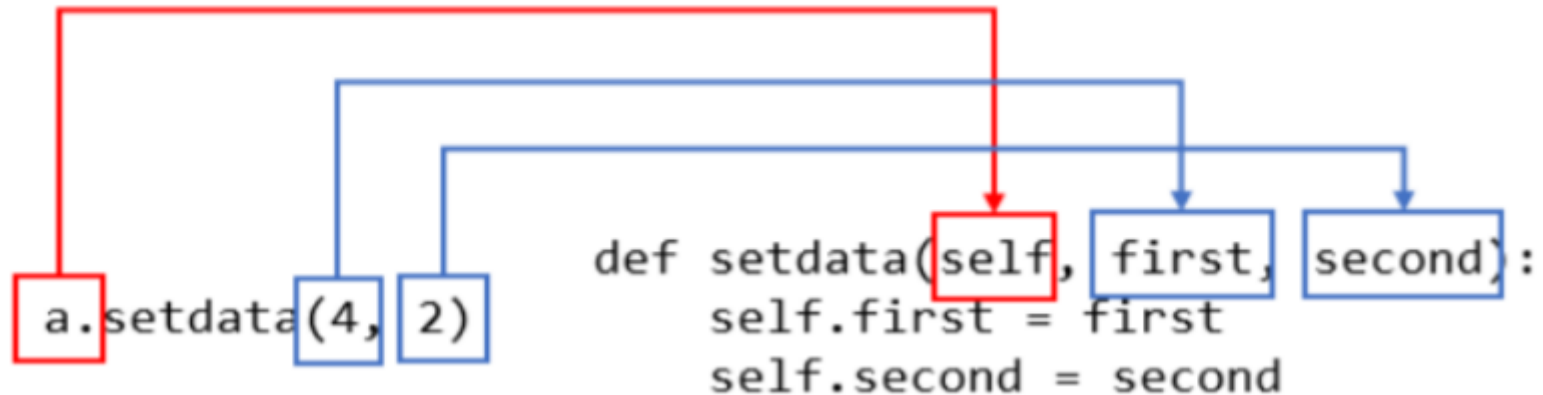 a.setdata(4, 2)
def setdata(self, first, second):
    self.first = first
    self.second = second